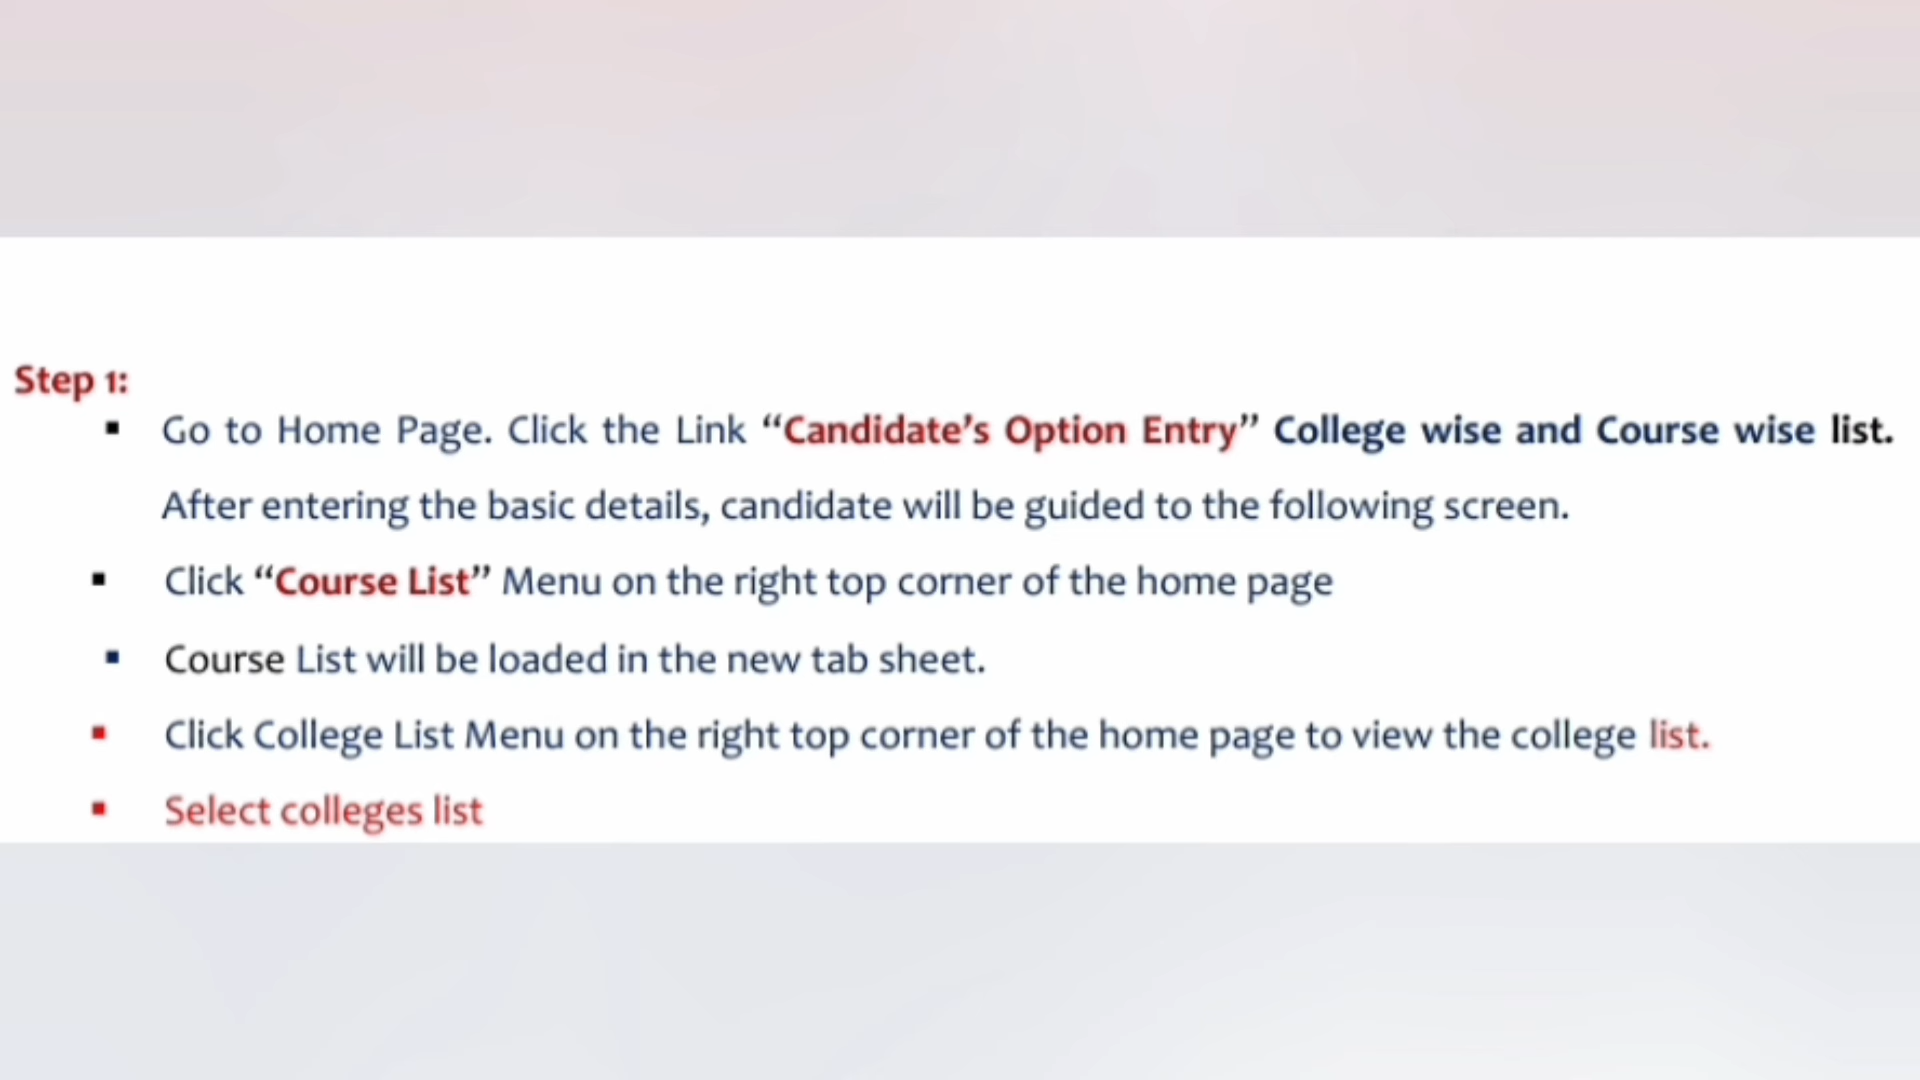 Step 1:
▪ Go to Home Page. Click the Link “Candidate’s Option Entry” College wise and Course wise list.
After entering the basic details, candidate will be guided to the following screen.
▪ Click “Course List” Menu on the right top corner of the home page
▪ Course List will be loaded in the new tab sheet.
▪ Click College List Menu on the right top corner of the home page to view the college list.
▪ Select colleges list